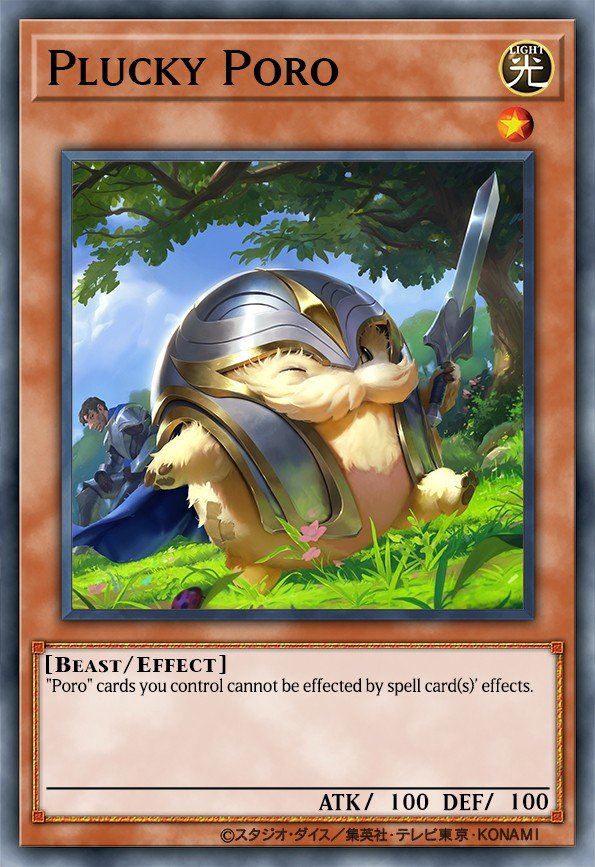 Plucky Poro
LIGHT
光
[Beast/Effect]
"Poro" cards you control cannot be effected by spell card(s)' effects.
ATK/ 100 DEF/ 100
©スタジオ・ダイス／集英社・テレビ東京・KONAMI